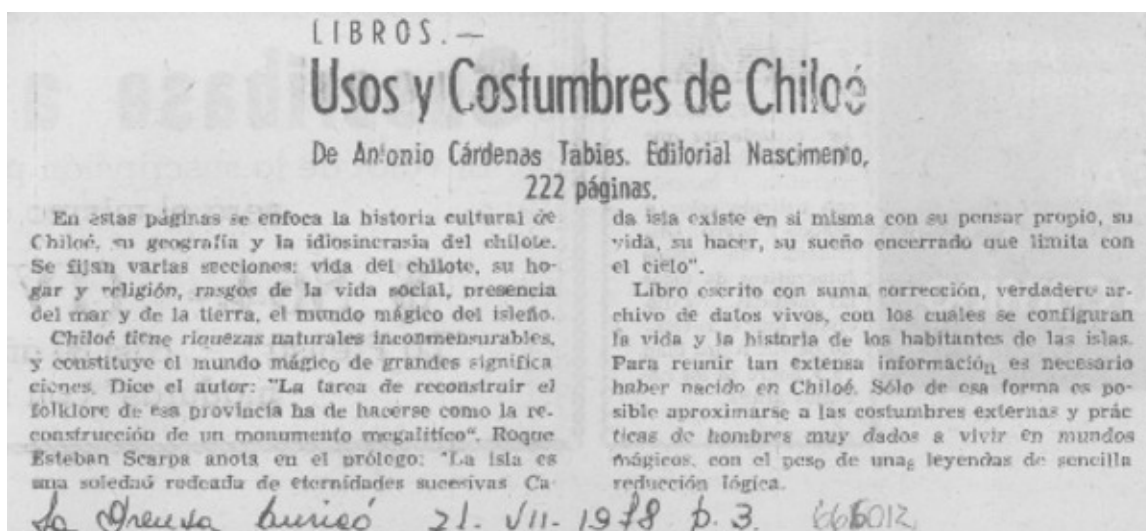 LIBROS.—
Usos y Costumbres de Chiloé
De Antonio Cárdenas Tabies. Editorial Nascimento,
222 páginas.
En estas páginas se enfoca la historia cultural de
Chiloé, su geografía y la idiosincrasia del chilote.
Se fijan varias secciones: vida del chilote, su ho-
gar y religión, rasgos de la vida social, presencia
del mar y de la tierra, el mundo mágico del isleño.
Chiloé tiene riquezas naturales inconmensurables,
y constituye el mundo mágico de grandes significa
ciones. Dice el autor: "La tarea de reconstruir el
folklore de esa provincia ha de hacerse como la re-
construcción de un monumento megalítico". Roque
Esteban Scarpa anota en el prólogo: "La isla es
una soledad rodeada de eternidades sucesivas Ca-
da isla existe en sí misma con su pensar propio, su
vida, su hacer, su sueño encerrado que limita con
el cielo".
Libro escrito con suma corrección, verdadero ar-
chivo de datos vivos, con los cuales se configuran
la vida y la historia de los habitantes de las islas.
Para reunir tan extensa información es necesario
haber nacido en Chiloé. Sólo de esa forma es po-
sible aproximarse a las costumbres externas y prác
ticas de hombres muy dados a vivir en mundos
mágicos, con el peso de unas leyendas de sencilla
reducción lógica.
La Prensa Curicó 21-VII-1978 p. 3. 666012